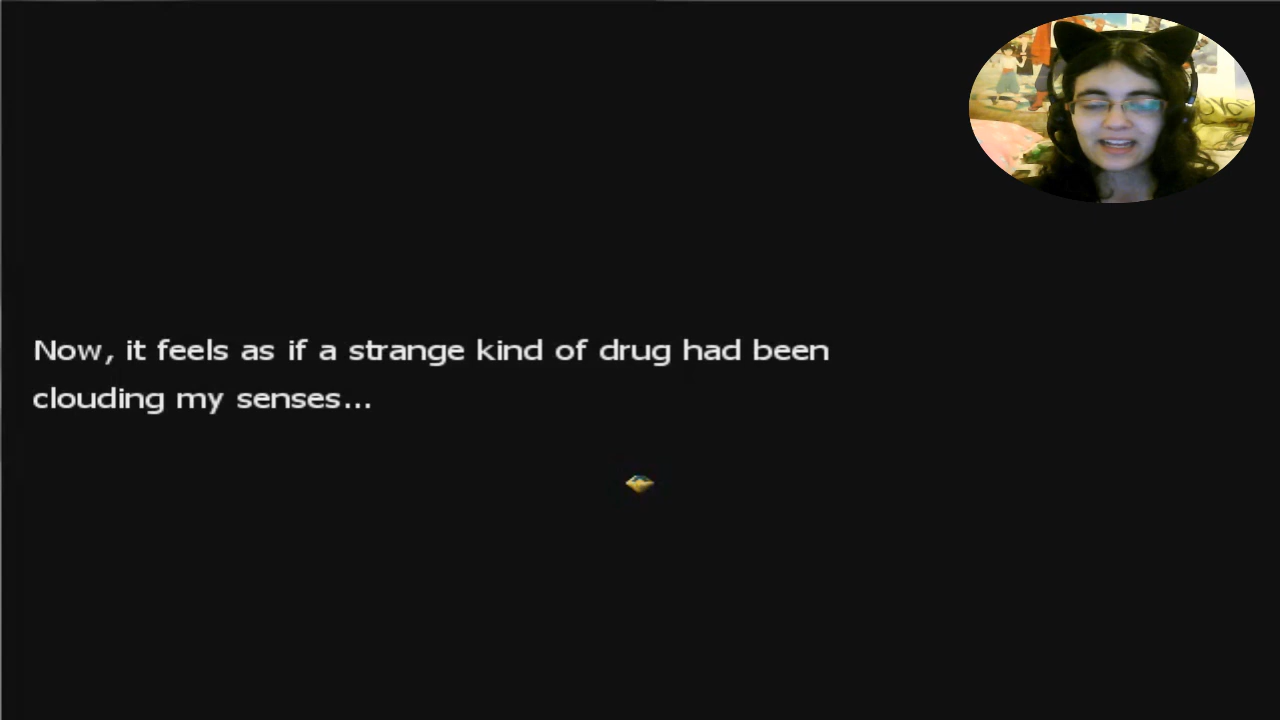 Now, it feels as if a strange kind of drug had been
clouding my senses...